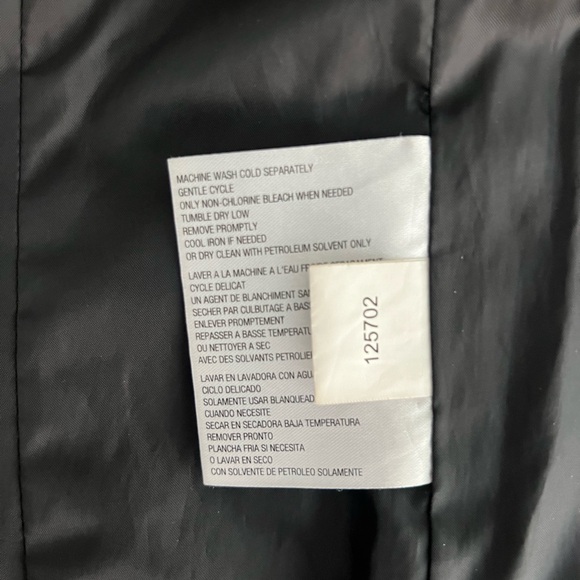 MACHINE WASH COLD SEPARATELY
GENTLE CYCLE
ONLY NON-CHLORINE BLEACH WHEN NEEDED
TUMBLE DRY LOW
REMOVE PROMPTLY
COOL IRON IF NEEDED
OR DRY CLEAN WITH PETROLEUM SOLVENT ONLY
LAVER A LA MACHINE A L'EAU
CYCLE DELICAT
UN AGENT DE BLANCHIMENT
SECHER PAR CULBUTAGE A
ENLEVER PROMPTEMENT
REPASSER A BASSE
OU NETTOYER A SEC
AVEC DES SOLVANTS
LAVAR EN LAVADORA CON
CICLO DELICADO
SOLAMENTE USAR
CUANDO NECESITE
SECAR EN SECADORA BAJA TEMPERATURA
REMOVER PRONTO
PLANCHA FRIA SI NECESITA
O LAVAR EN SECO
CON SOLVENTE DE PETROLEO SOLAMENTE
125702